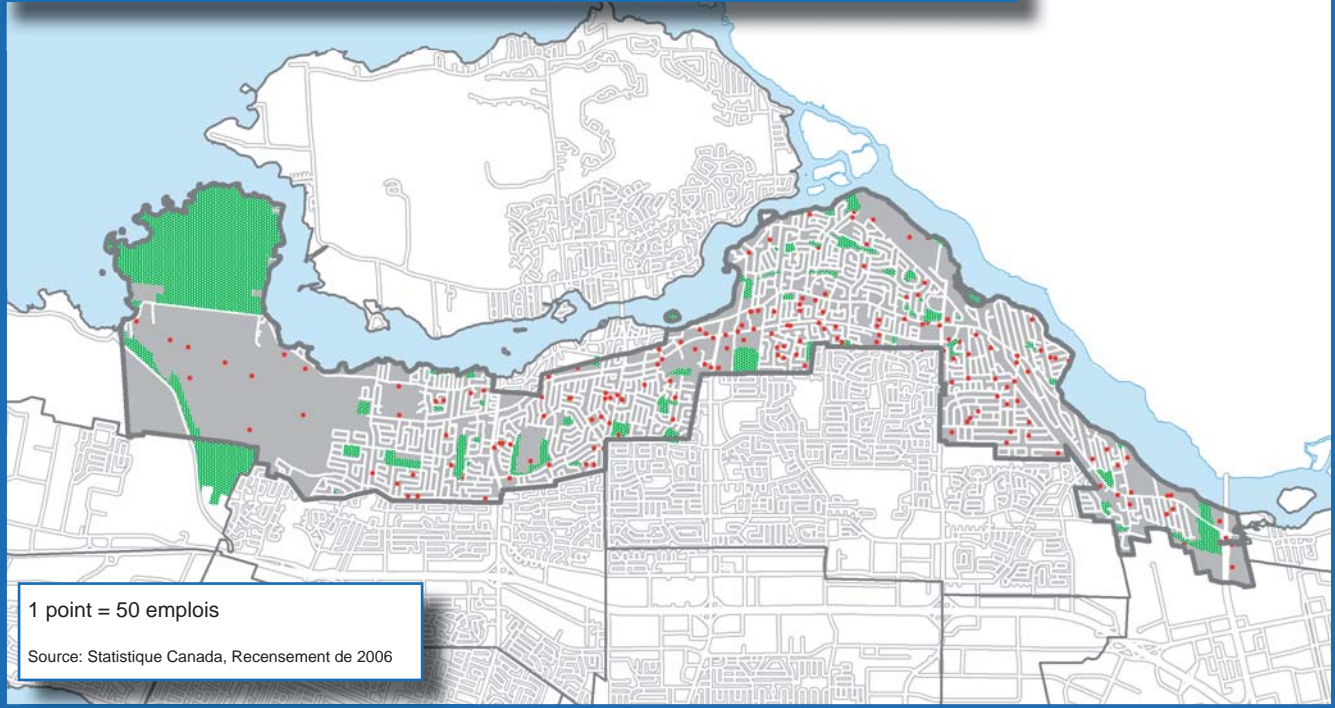 1 point = 50 emplois
Source: Statistique Canada, Recensement de 2006